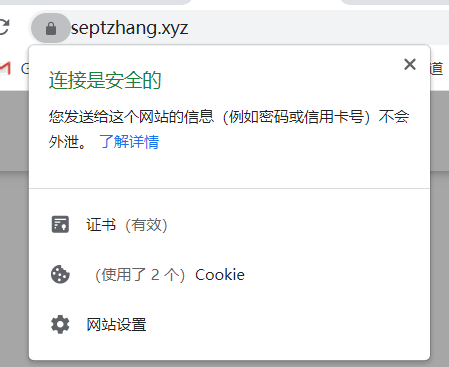 septzhang.xyz
G
道
连接是安全的
您发送给这个网站的信息（例如密码或信用卡号）不会
外泄。 了解详情
证书（有效）
（使用了 2 个）Cookie
网站设置